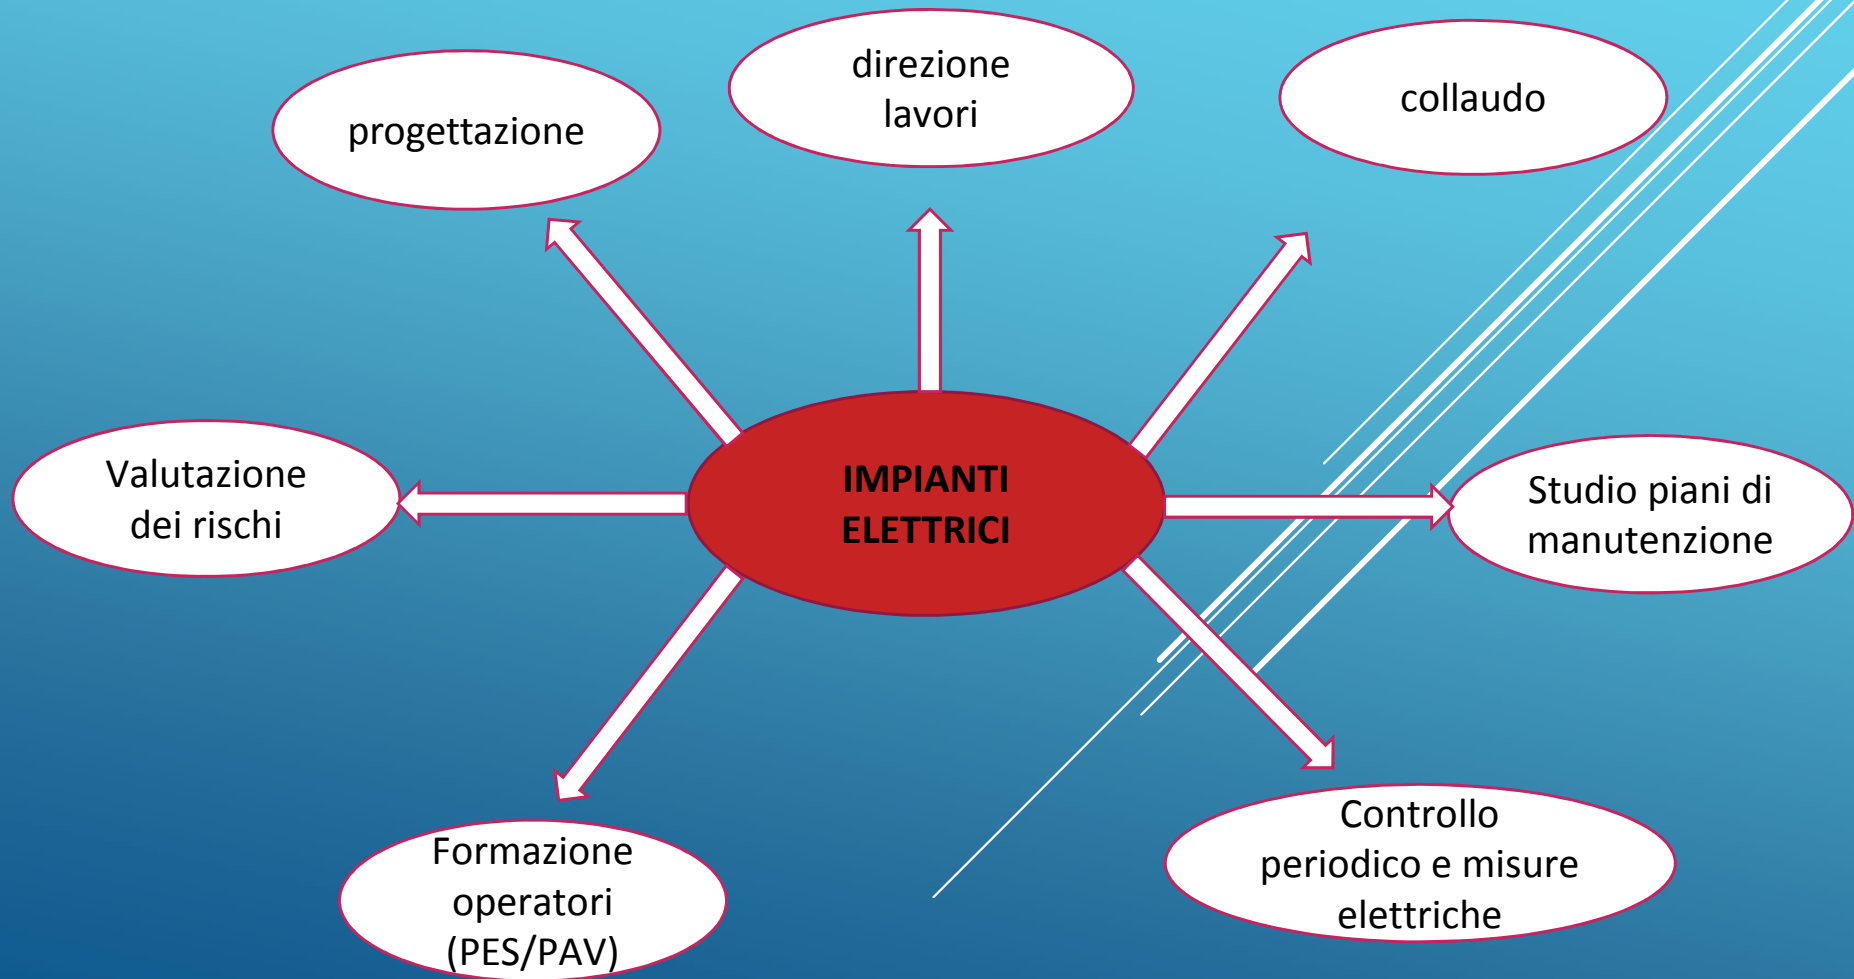 direzione
lavori
progettazione
collaudo
Valutazione
dei rischi
IMPIANTI
ELETTRICI
Studio piani di
manutenzione
Formazione
operatori
(PES/PAV)
Controllo
periodico e misure
elettriche